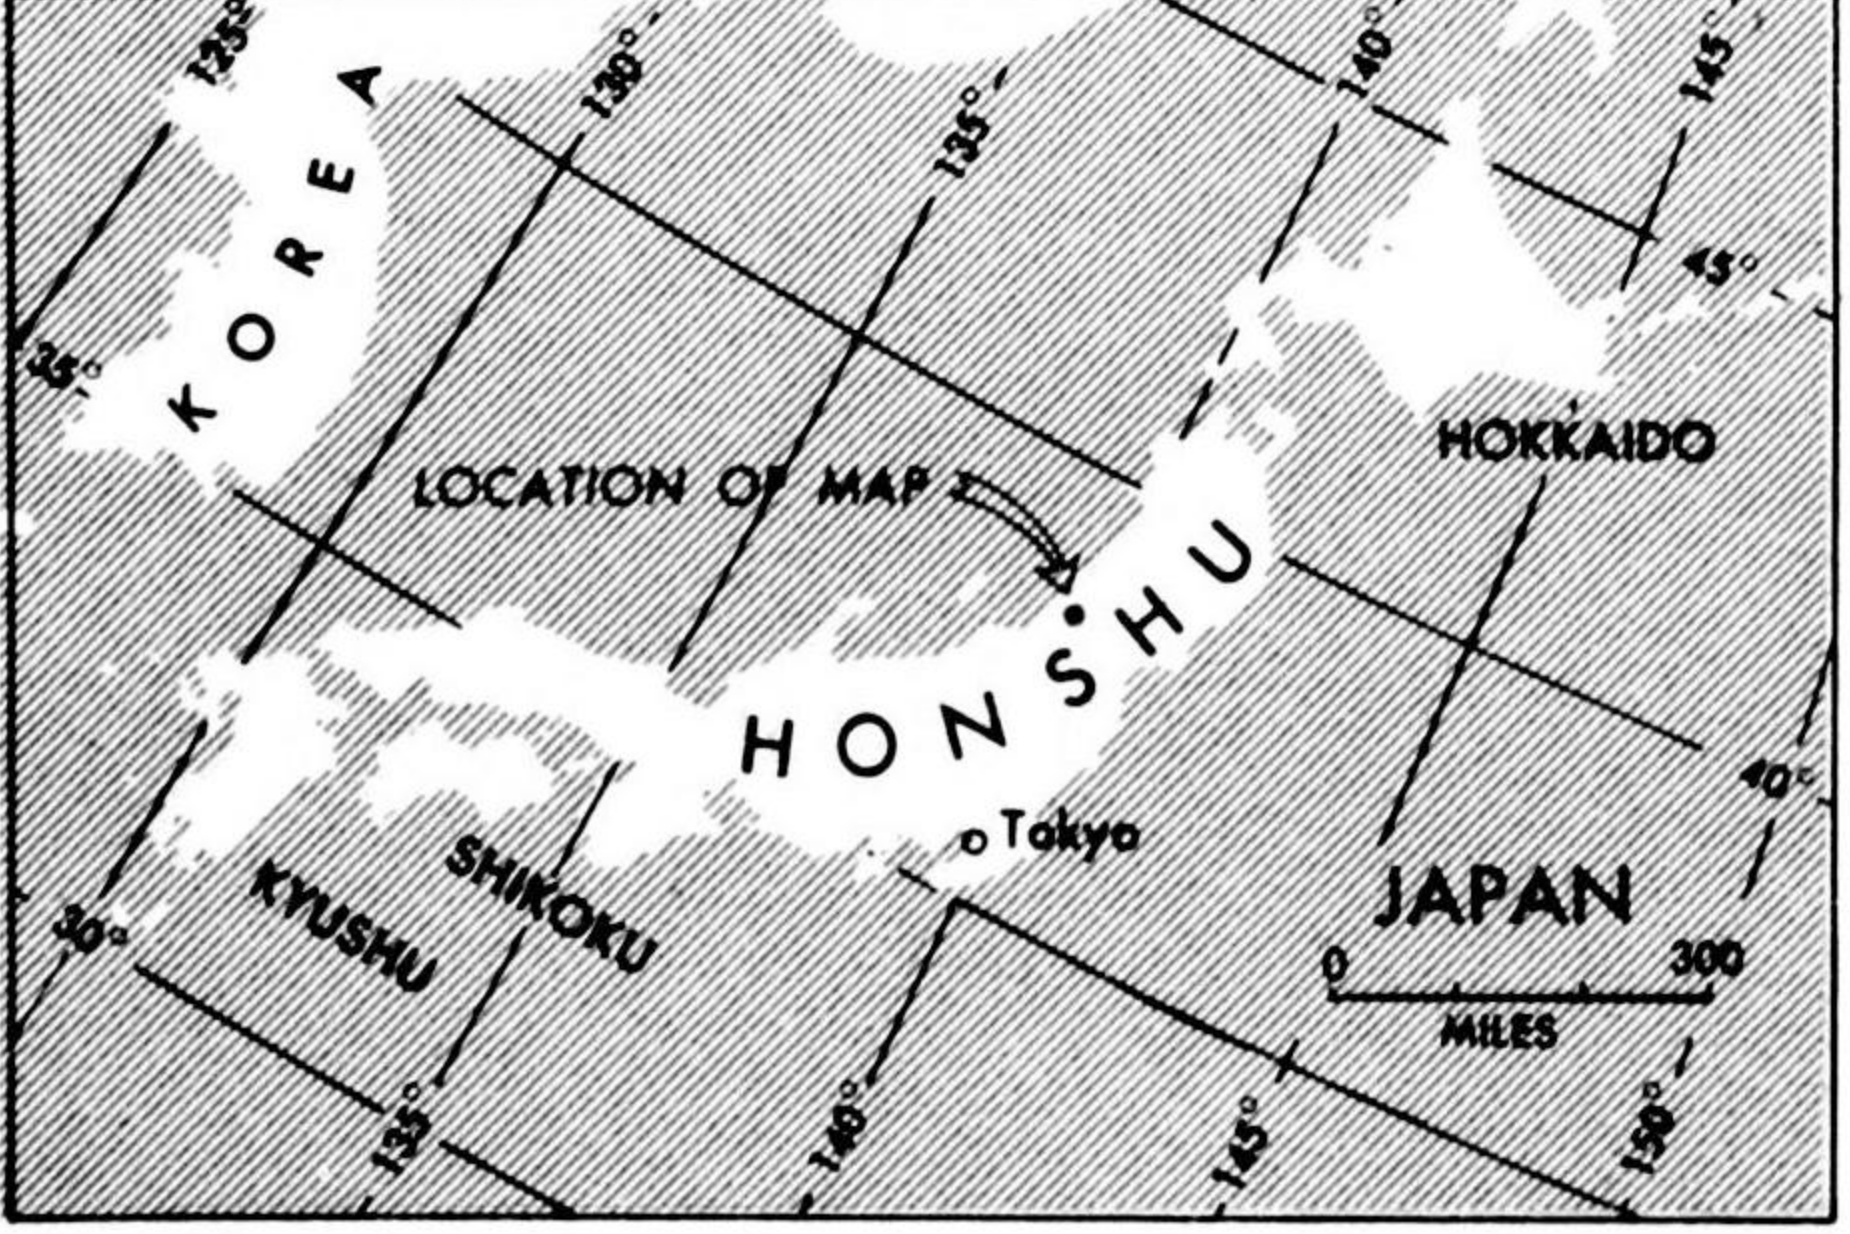 125°
130°
135°
140°
145°
KOREA
45°
35°
HOKKAIDO
LOCATION OF MAP
HONSHU
40°
Tokyo
SHIKOKU
KYUSHU
JAPAN
30°
0 300
MILES
135°
140°
145°
150°